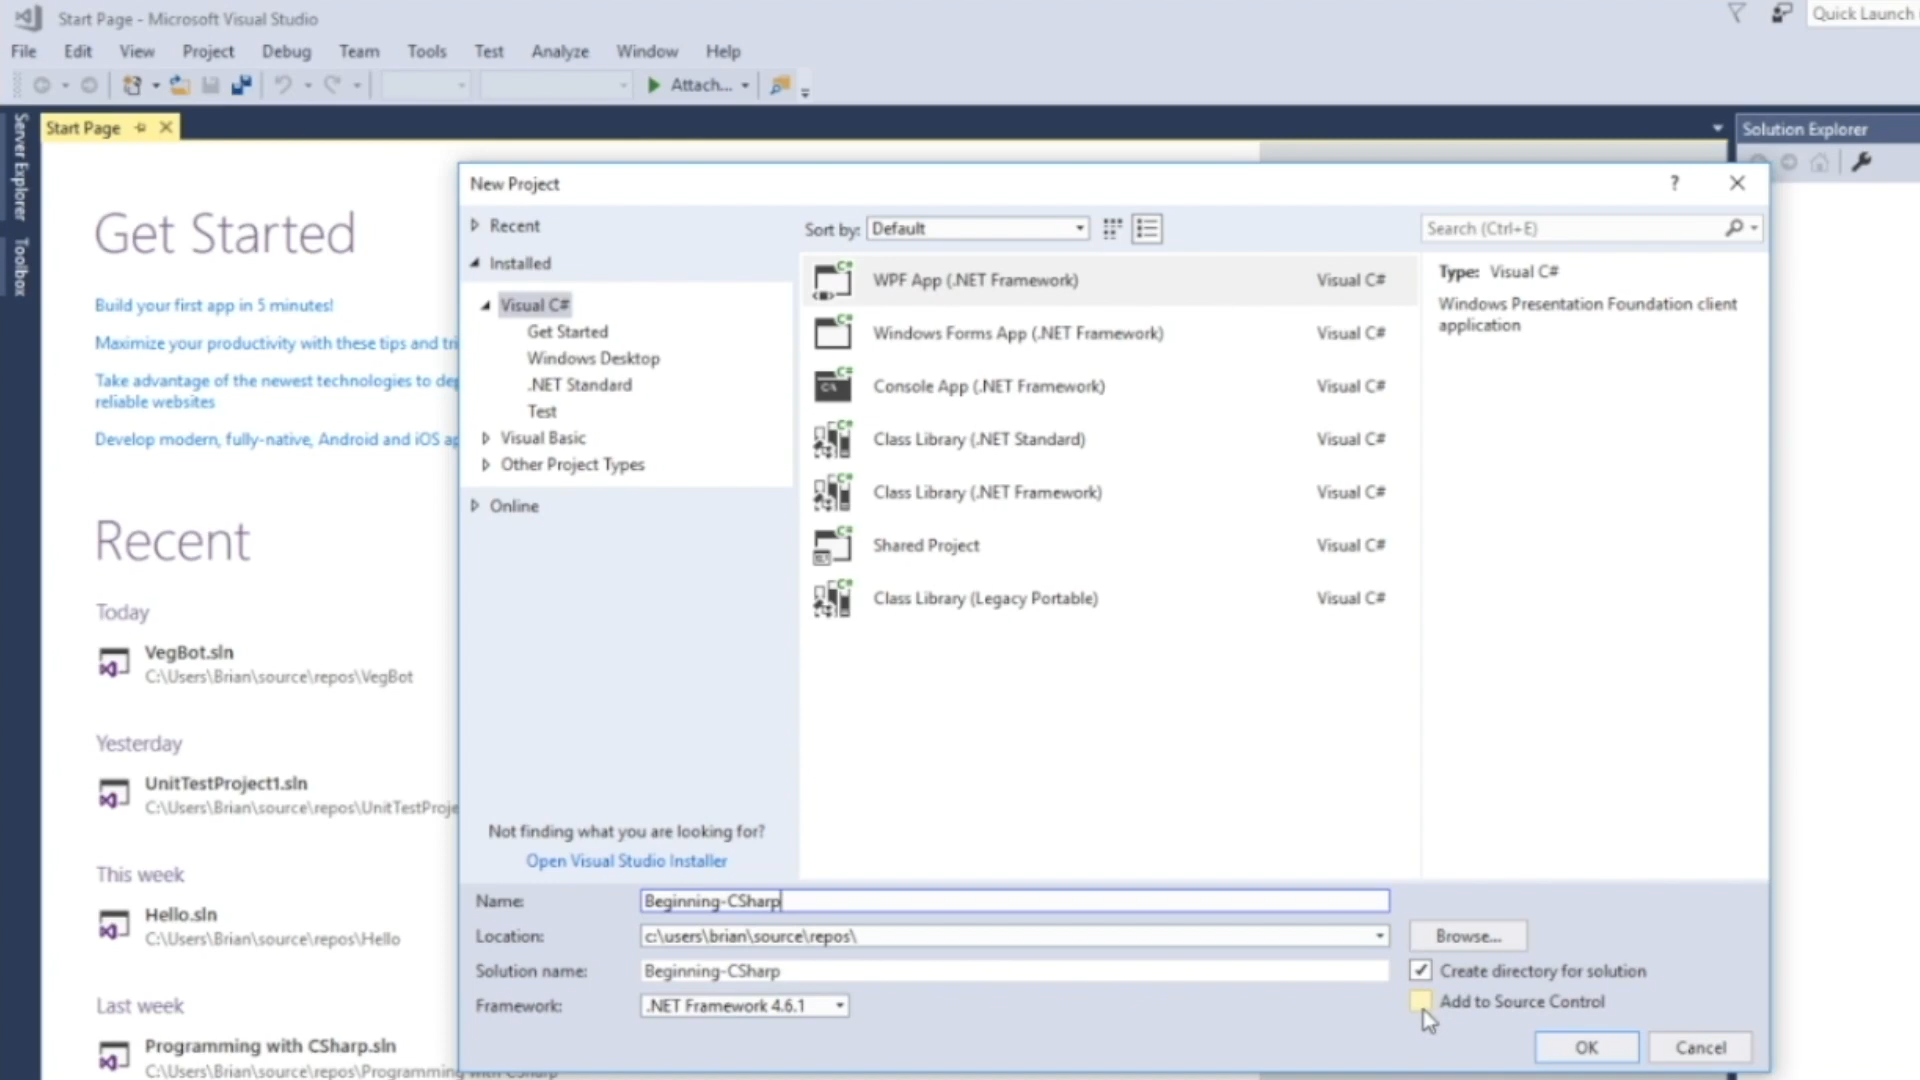 Start Page - Microsoft Visual Studio
Quick Launch
File Edit View Project Debug Team Tools Test Analyze Window Help
Attach...
Server Explorer
Toolbox
Start Page
Solution Explorer
Get Started
Build your first app in 5 minutes!
Maximize your productivity with these tips and
Take advantage of the newest technologies to
reliable websites
Develop modern, fully-native, Android and iOS
Recent
Today
VegBot.sln
C:\Users\Brian\source\repos\VegBot
Yesterday
UnitTestProject1.sln
C:\Users\Brian\source\repos\UnitTestProje
This week
Hello.sln
C:\Users\Brian\source\repos\Hello
Last week
Programming with CSharp.sln
C:\Users\Brian\source\repos\Programming with CSharp
New Project
?
Recent
Installed
Visual C#
Get Started
Windows Desktop
.NET Standard
Test
Visual Basic
Other Project Types
Online
Not finding what you are looking for?
Open Visual Studio Installer
Sort by: Default
Search (Ctrl+E)
WPF App (.NET Framework) Visual C#
Windows Forms App (.NET Framework) Visual C#
Console App (.NET Framework) Visual C#
Class Library (.NET Standard) Visual C#
Class Library (.NET Framework) Visual C#
Shared Project Visual C#
Class Library (Legacy Portable) Visual C#
Type: Visual C#
Windows Presentation Foundation client
application
Name: Beginning-CSharp
Location: c:\users\brian\source\repos\
Browse...
Solution name: Beginning-CSharp
Create directory for solution
Framework: .NET Framework 4.6.1
Add to Source Control
OK Cancel